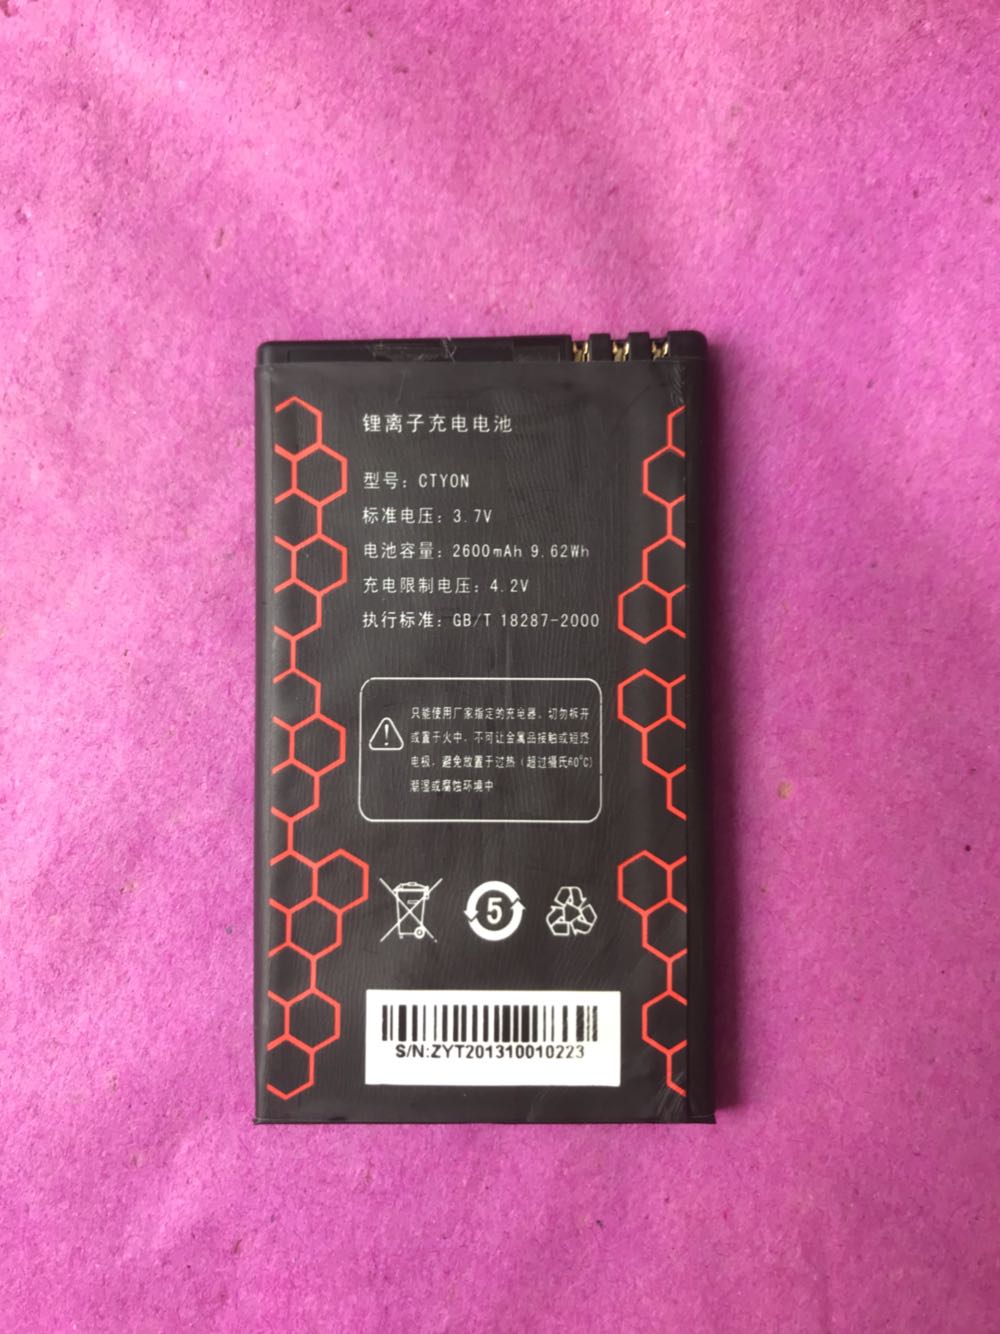 锂离子充电电池
型号：CTYON
标准电压：3.7V
电池容量：2600mAh 9.62Wh
充电限制电压：4.2V
执行标准：GB/T 18287-2000
只能使用厂家指定的充电器，切勿拆开
或置于火中，不可让金属品接触或短路
电极，避免放置于过热（超过摄氏60℃）
潮湿或腐蚀环境中
5
S/N:ZYT201310010223